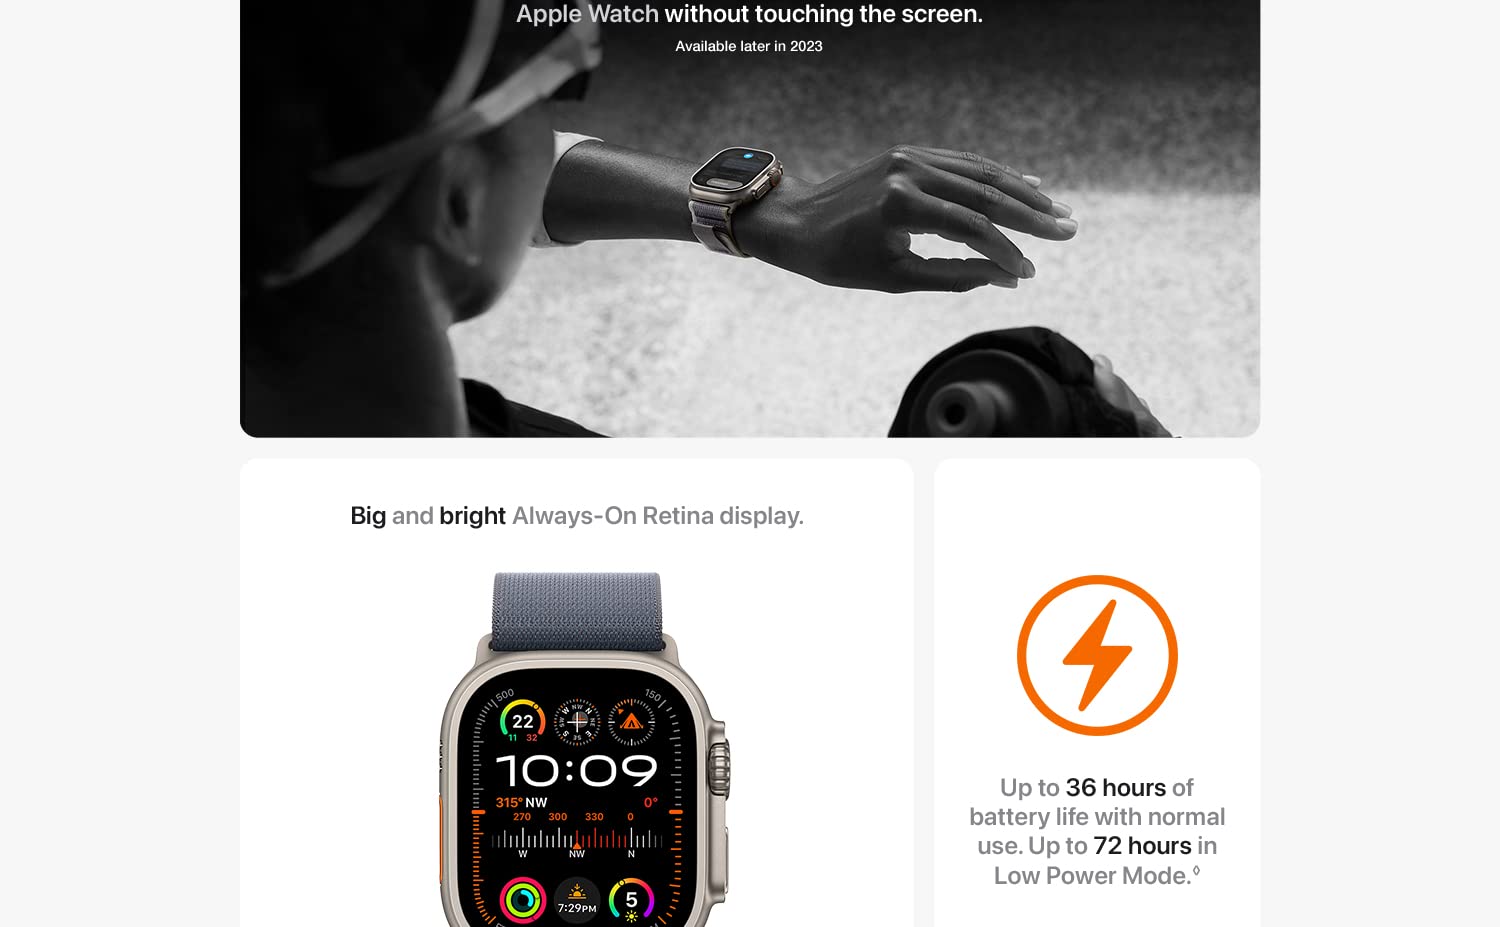 Apple Watch without touching the screen.
Available later in 2023
Big and bright Always-On Retina display.
500
150
22
11 32
NW
10:09
315° NW 0°
270 300 330 0
W NW N
7:29PM
5
Up to 36 hours of
battery life with normal
use. Up to 72 hours in
Low Power Mode.◊